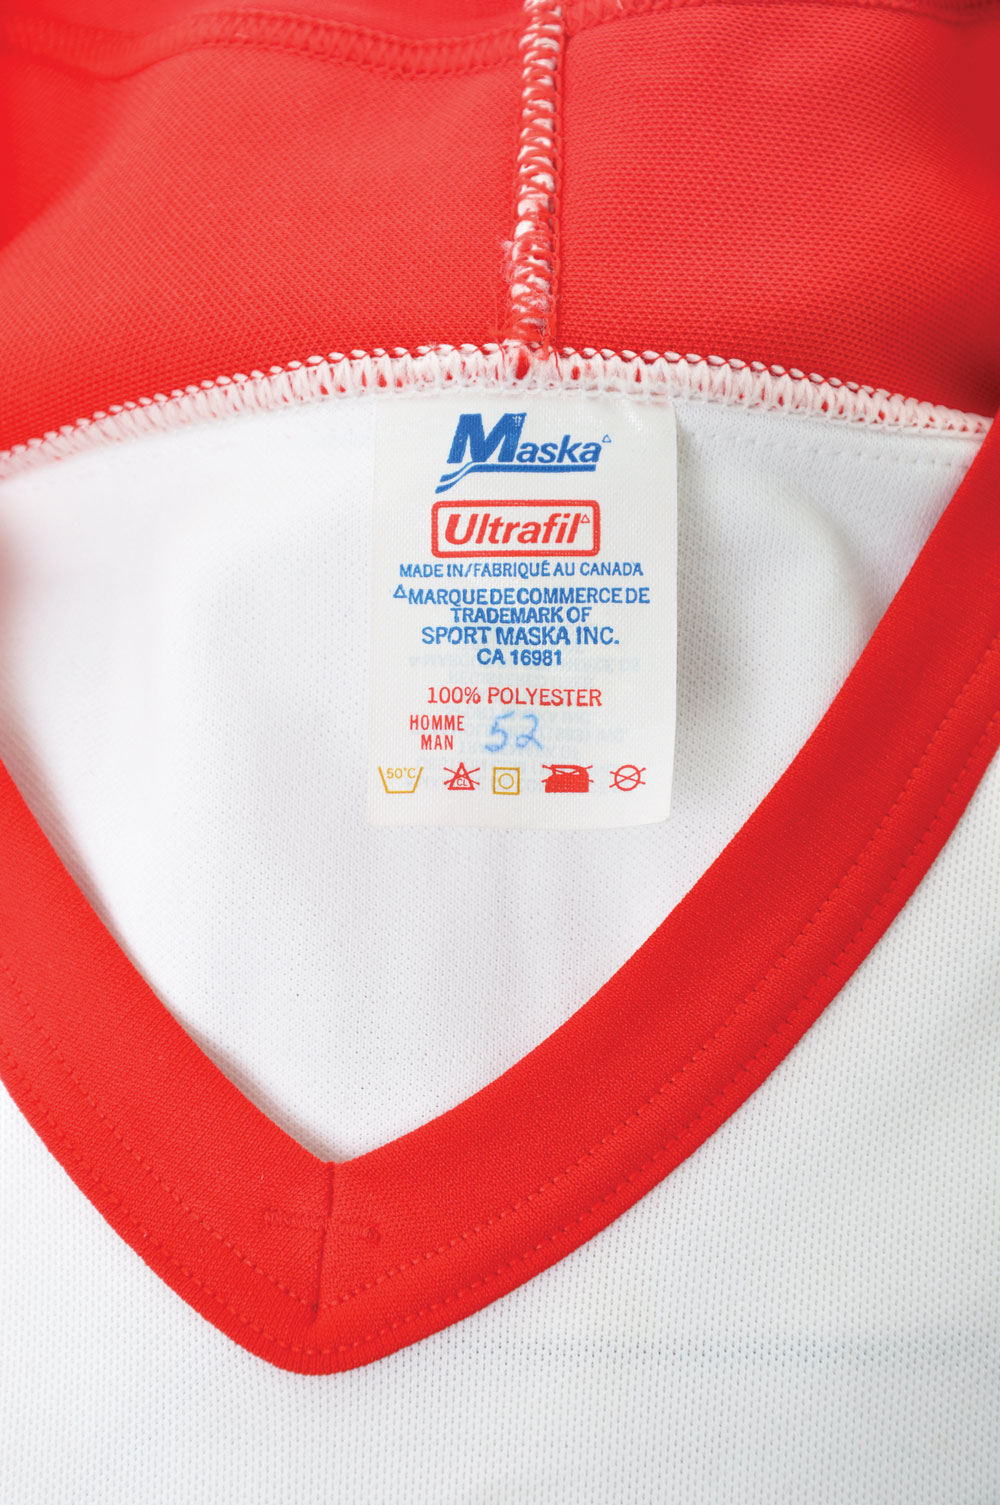 Maska△
Ultrafil△
MADE IN/FABRIQUÉ AU CANADA
△MARQUE DE COMMERCE DE
TRADEMARK OF
SPORT MASKA INC.
CA 16981
100% POLYESTER
HOMME
MAN 52
50°C CL